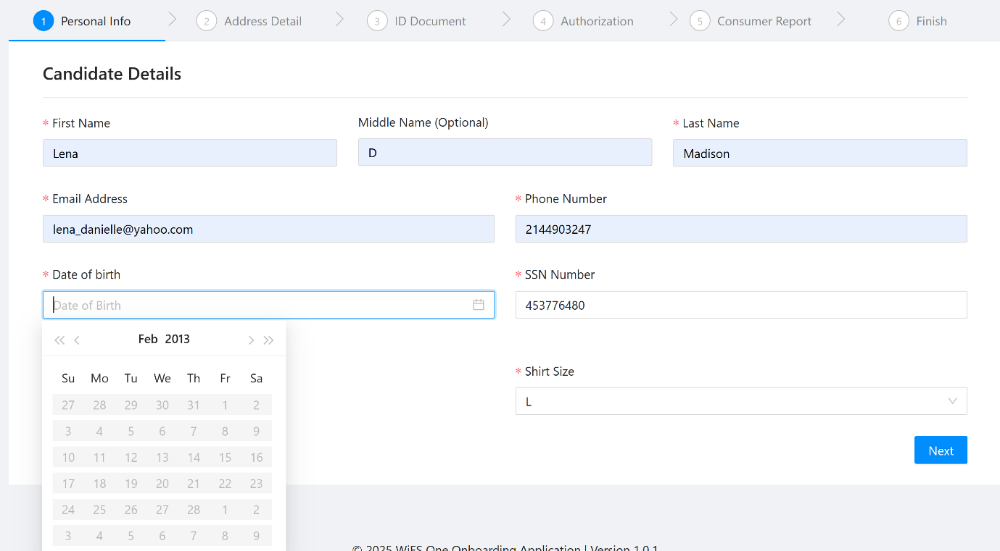 1 Personal Info 2 Address Detail 3 ID Document 4 Authorization 5 Consumer Report 6 Finish
Candidate Details
* First Name Middle Name (Optional) * Last Name
Lena D Madison
* Email Address * Phone Number
lena_danielle@yahoo.com 2144903247
* Date of birth * SSN Number
Date of Birth 453776480
Feb 2013
Su Mo Tu We Th Fr Sa
* Shirt Size
27 28 29 30 31 1 2
L
3 4 5 6 7 8 9
10 11 12 13 14 15 16
Next
17 18 19 20 21 22 23
24 25 26 27 28 1 2
3 4 5 6 7 8 9
© 2025 WiFS One Onboarding Application | Version 1.0.1